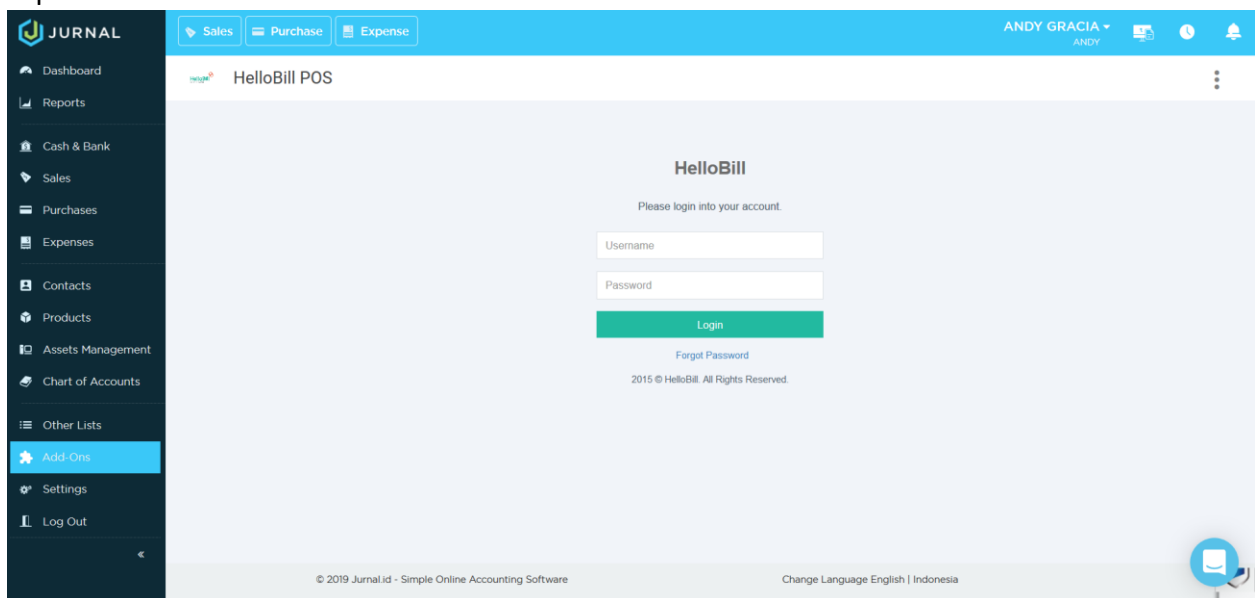 JURNAL
Sales
Purchase
Expense
ANDY GRACIA
ANDY
Dashboard
Reports
Cash & Bank
Sales
Purchases
Expenses
Contacts
Products
Assets Management
Chart of Accounts
Other Lists
Add-Ons
Settings
Log Out
«
HelloBill POS
HelloBill
Please login into your account.
Username
Password
Login
Forgot Password
2015 © HelloBill. All Rights Reserved.
© 2019 Jurnal.id - Simple Online Accounting Software
Change Language English | Indonesia